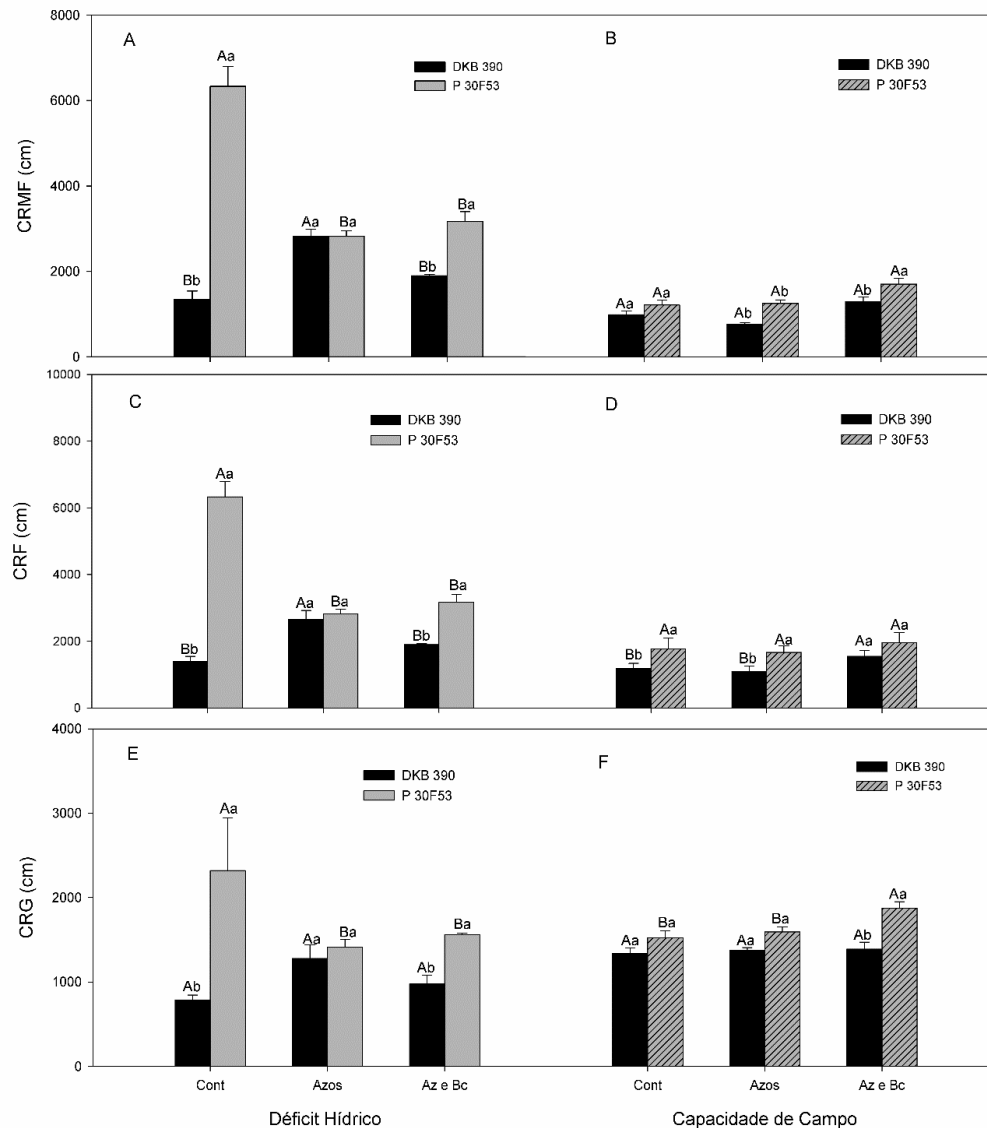 A
B
DKB 390
P 30F53
DKB 390
P 30F53
CRMF (cm)
8000
6000
4000
2000
0
Bb
Aa
Aa
Ba
Bb
Ba
Aa
Aa
Ab
Ab
Ab
Aa
C
D
DKB 390
P 30F53
DKB 390
P 30F53
CRF (cm)
10000
8000
6000
4000
2000
0
Bb
Aa
Aa
Ba
Bb
Ba
Bb
Aa
Bb
Aa
Aa
Aa
E
F
DKB 390
P 30F53
DKB 390
P 30F53
CRG (cm)
4000
3000
2000
1000
0
Ab
Aa
Aa
Ba
Ab
Ba
Aa
Ba
Aa
Ba
Ab
Aa
Cont Azos Az e Bc Cont Azos Az e Bc
Déficit Hídrico Capacidade de Campo